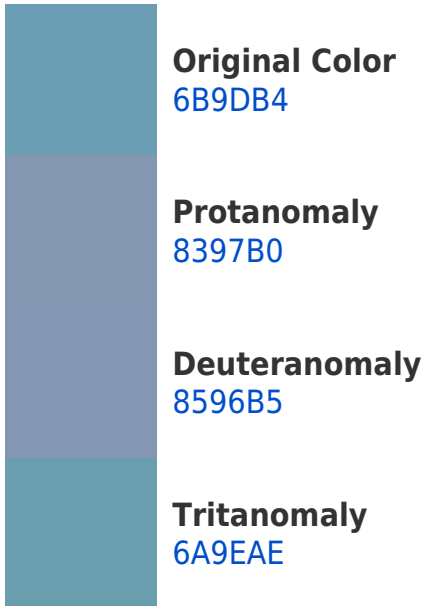 Original Color
6B9DB4
Protanomaly
8397B0
Deuteranomaly
8596B5
Tritanomaly
6A9EAE